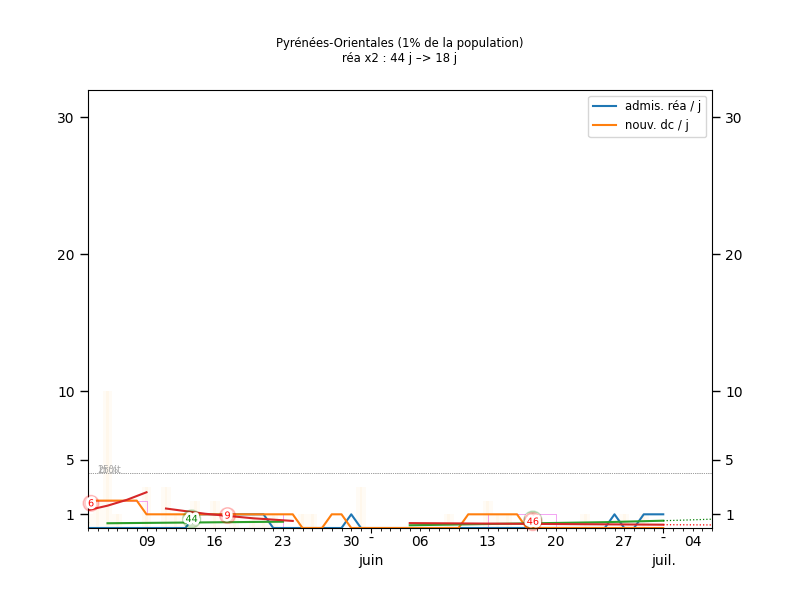 Pyrénées-Orientales (1% de la population)
réa x2 : 44 j –> 18 j
admis. réa / j
nouv. dc / j
30 30
20 20
10 10
5 5
1 1
6 44 9 46
09 16 23 30 - 06 13 20 27 - 04
juin juil.